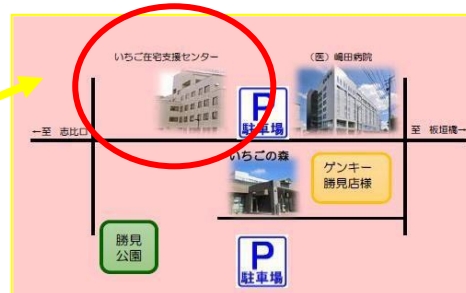 いちご在宅支援センター
（医）嶋田病院
P
駐車場
←至 志比口
至 板垣橋→
いちごの森
ゲンキー
勝見店様
勝見
公園
P
駐車場